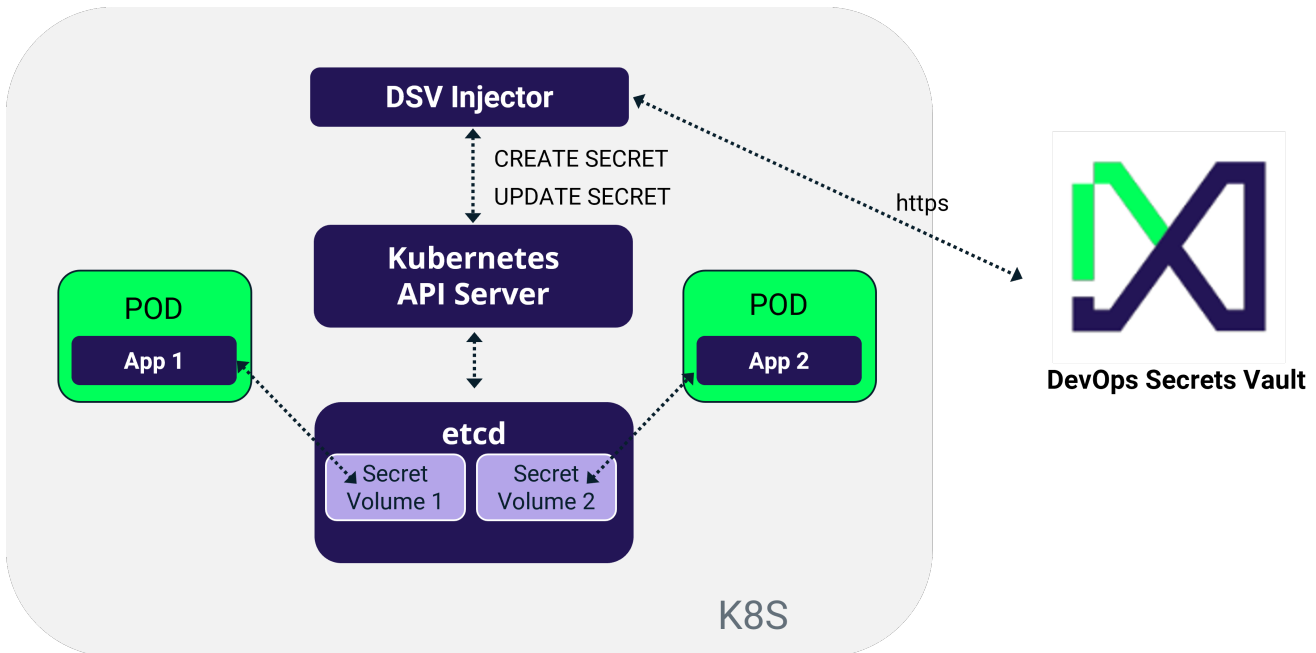 DSV Injector
CREATE SECRET
UPDATE SECRET
https
Kubernetes
API Server
POD
App 1
POD
App 2
DevOps Secrets Vault
etcd
Secret
Volume 1
Secret
Volume 2
K8S